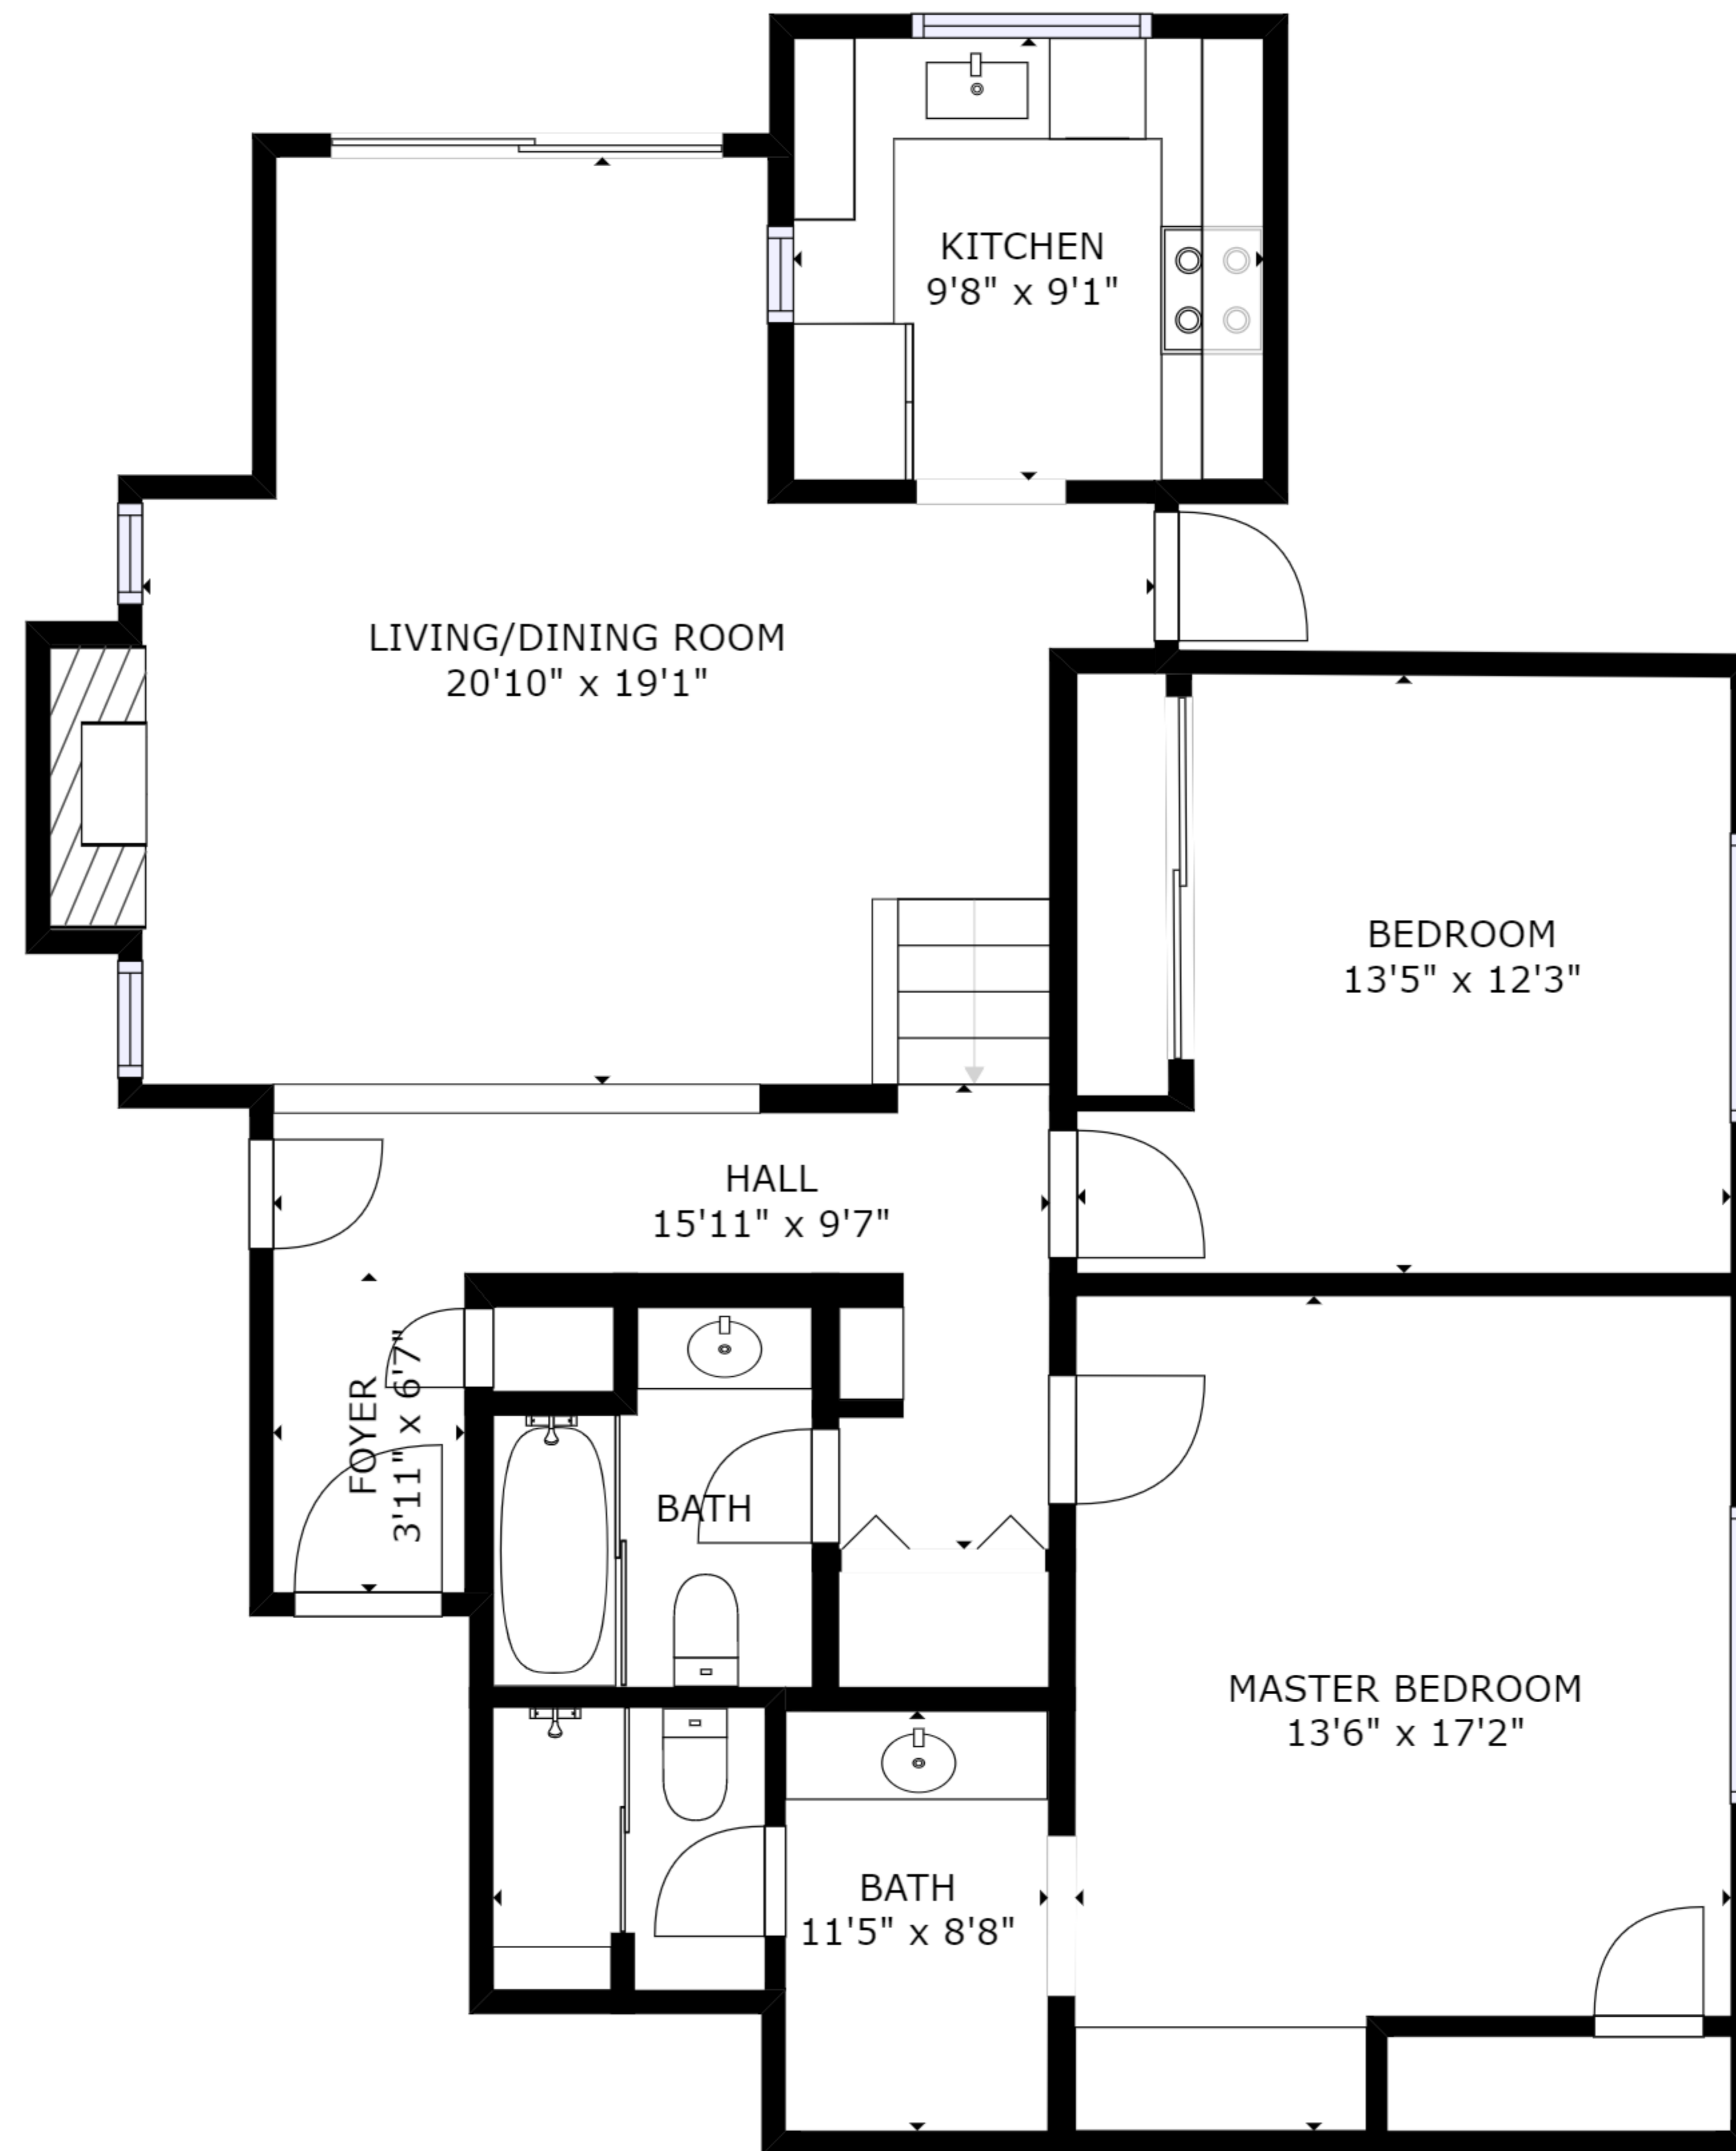 KITCHEN
9'8" x 9'1"
LIVING/DINING ROOM
20'10" x 19'1"
BEDROOM
13'5" x 12'3"
HALL
15'11" x 9'7"
FOYER
3'11" x 6'7"
BATH
MASTER BEDROOM
13'6" x 17'2"
BATH
11'5" x 8'8"